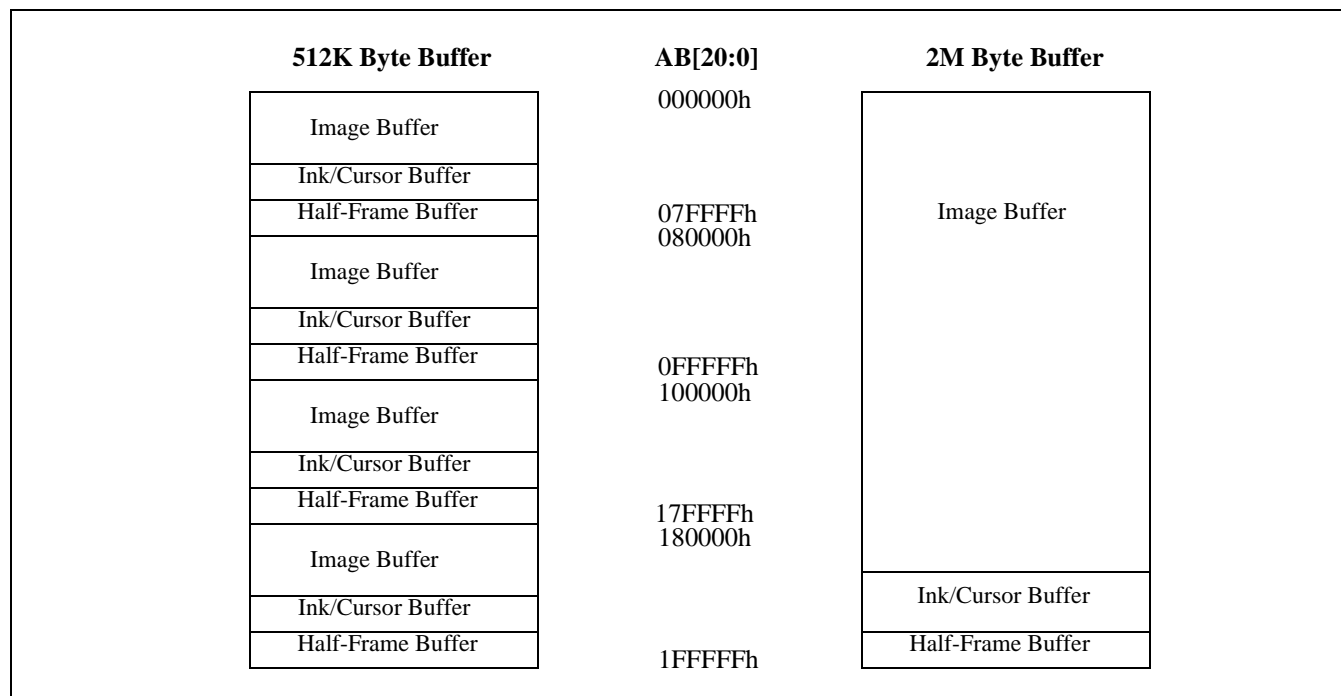 512K Byte Buffer AB[20:0] 2M Byte Buffer
000000h
Image Buffer
Ink/Cursor Buffer
Half-Frame Buffer 07FFFFh Image Buffer
080000h
Image Buffer
Ink/Cursor Buffer
Half-Frame Buffer
0FFFFFh
100000h
Image Buffer
Ink/Cursor Buffer
Half-Frame Buffer
17FFFFh
180000h
Image Buffer
Ink/Cursor Buffer Ink/Cursor Buffer
Half-Frame Buffer Half-Frame Buffer
1FFFFFh